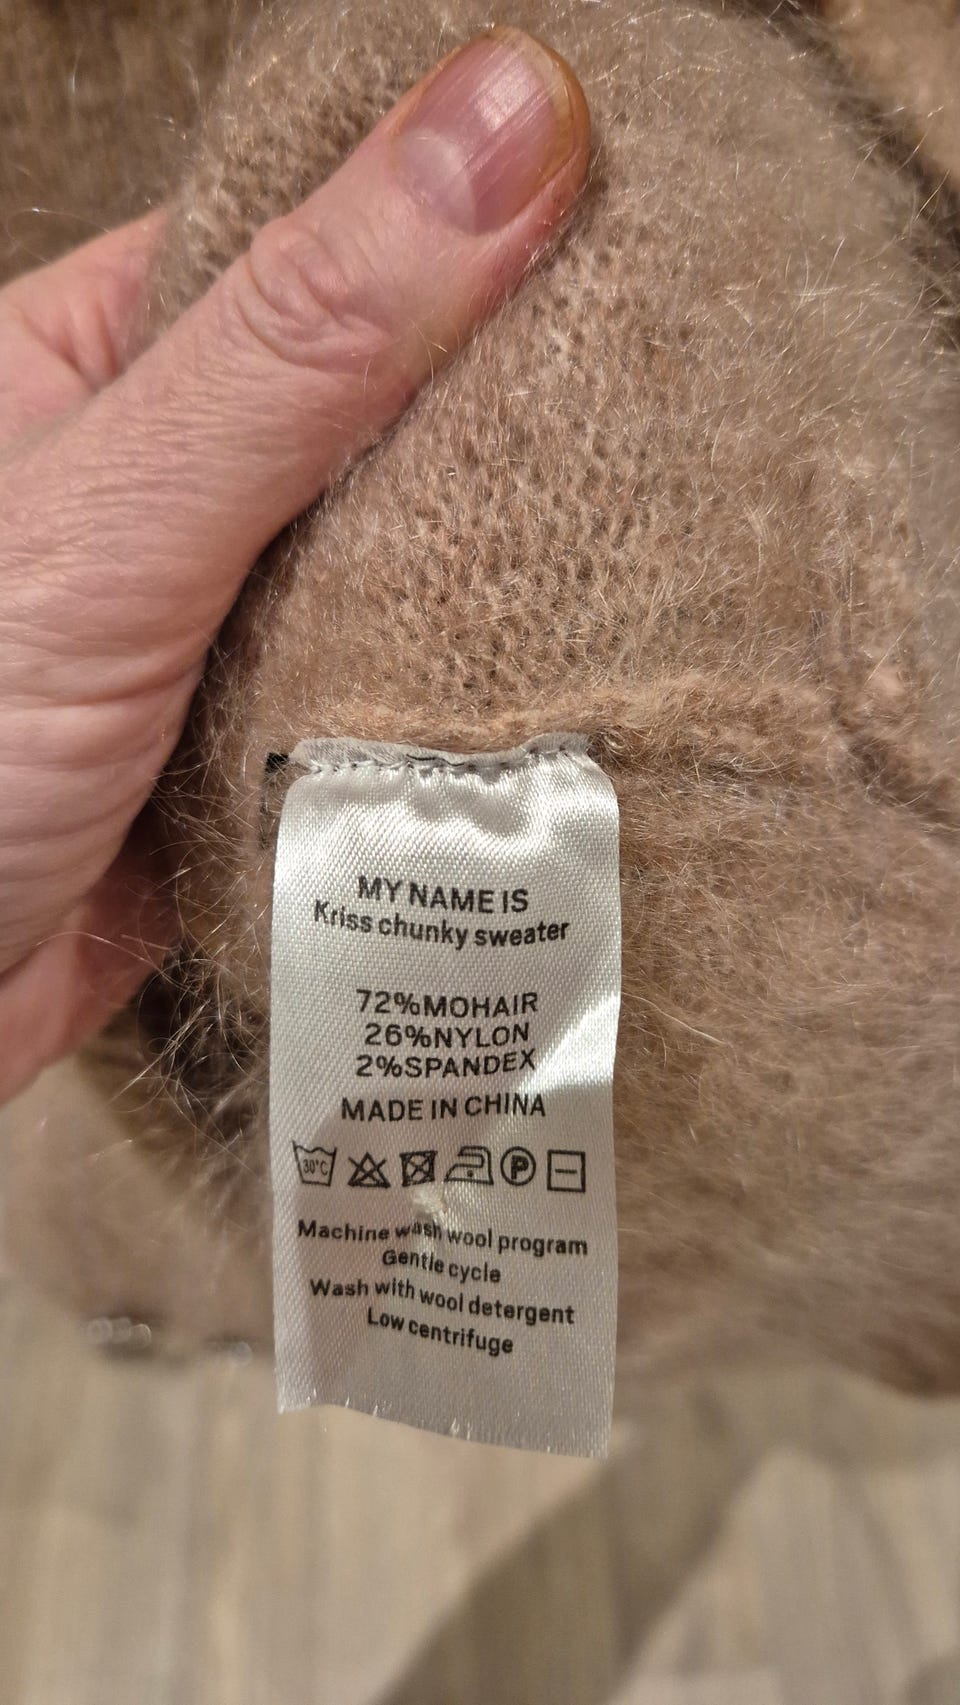 MY NAME IS
Kriss chunky sweater
72%MOHAIR
26%NYLON
2%SPANDEX
MADE IN CHINA
30°C P
Machine wash wool program
Gentle cycle
Wash with wool detergent
Low centrifuge